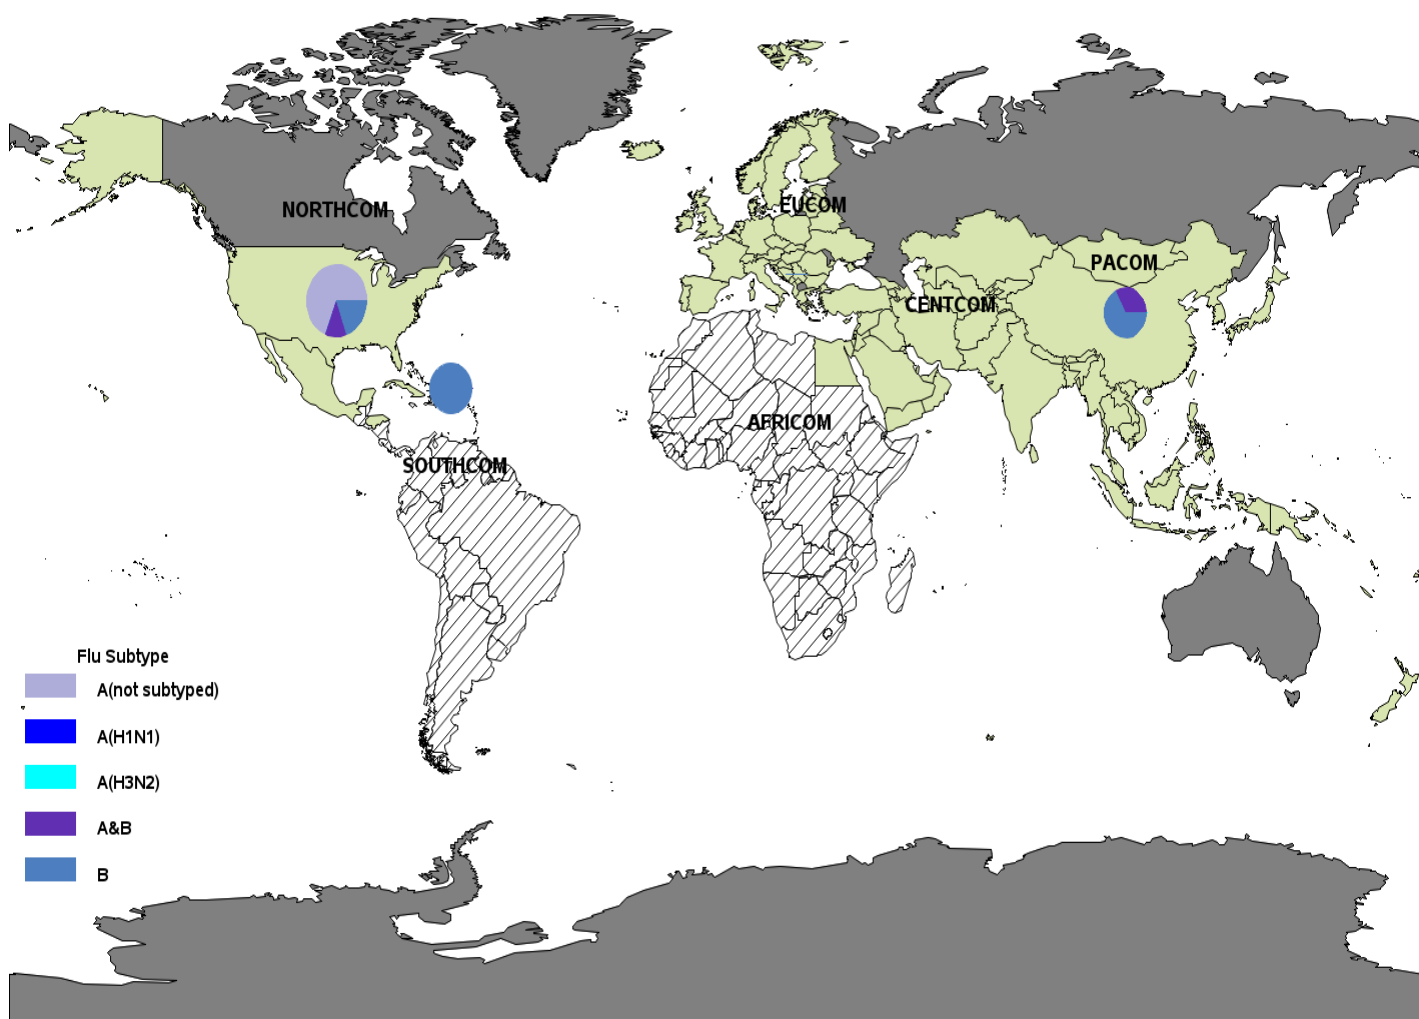 NORTHCOM
EUCOM
PACOM
CENTCOM
AFRICOM
SOUTHCOM
Flu Subtype
A(not subtyped)
A(H1N1)
A(H3N2)
A&B
B